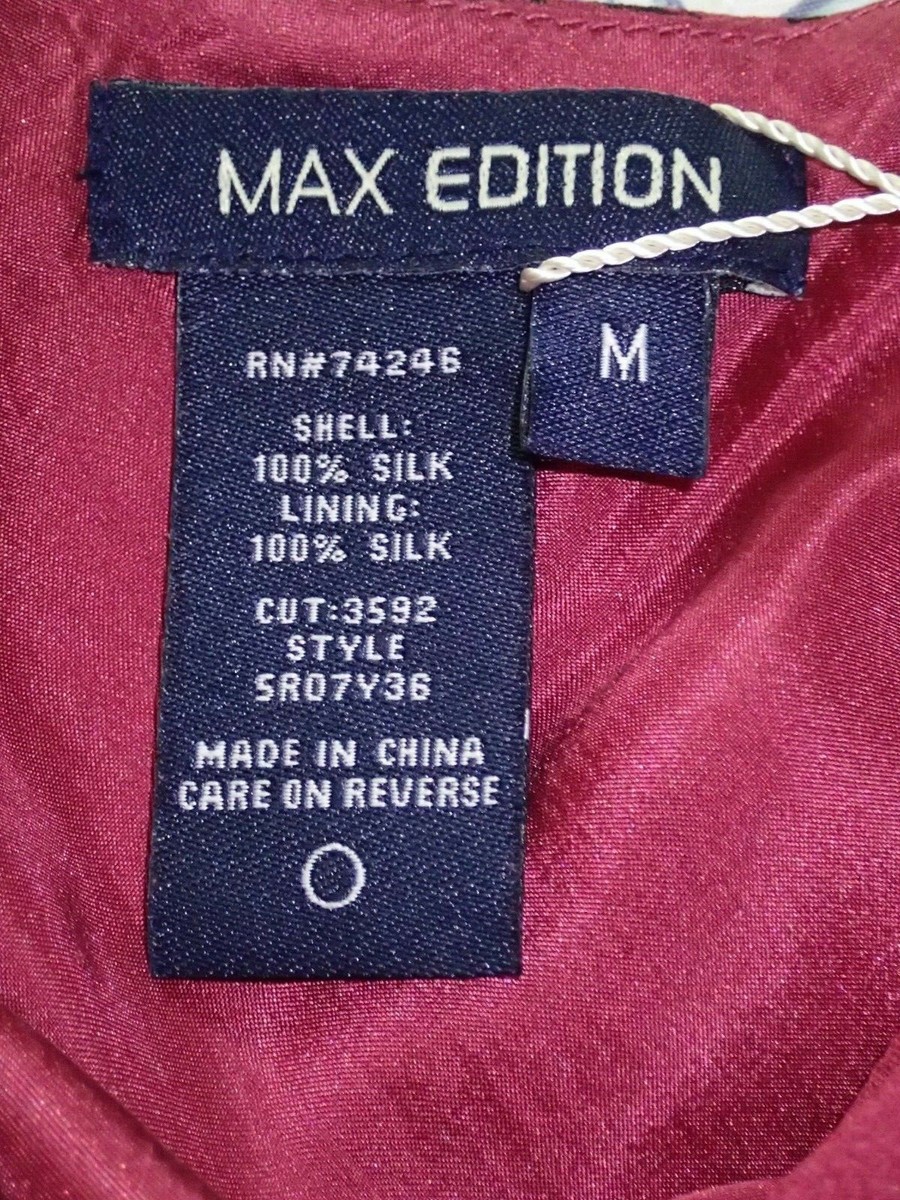 MAX EDITION
M
RN#74246
SHELL:
100% SILK
LINING:
100% SILK
CUT:3592
STYLE
SR07Y36
MADE IN CHINA
CARE ON REVERSE